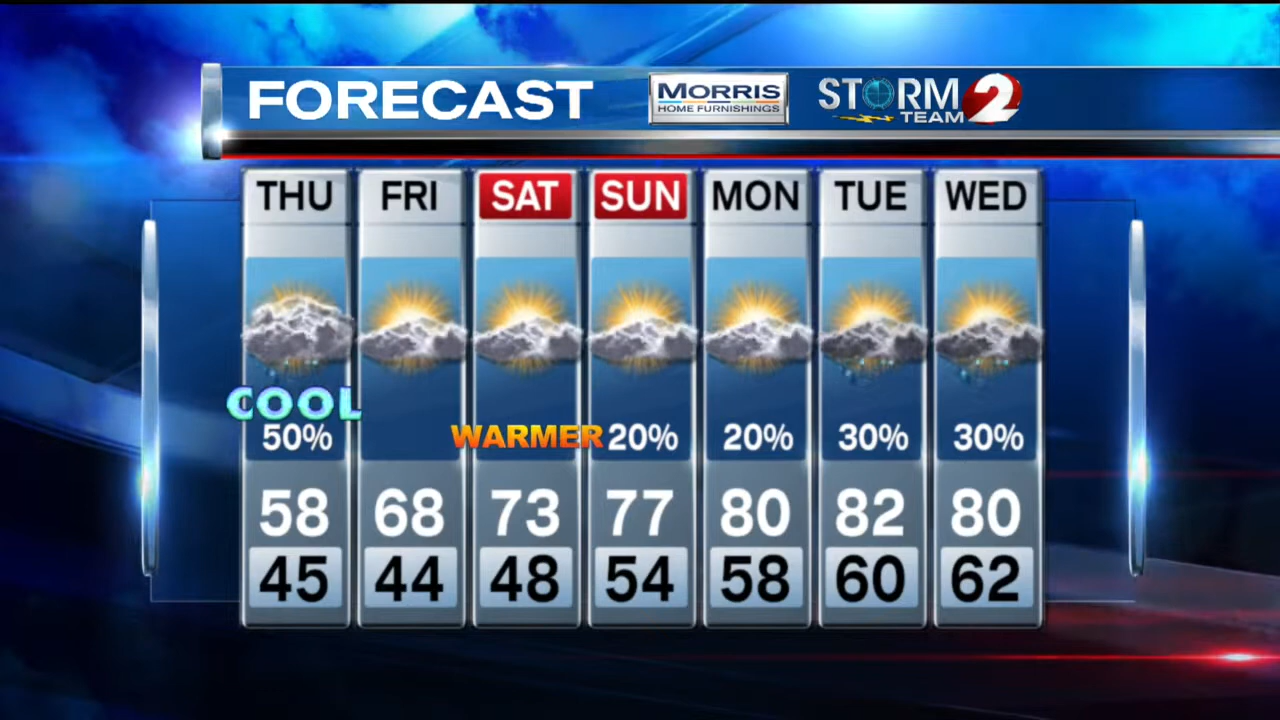 FORECAST
MORRIS
HOME FURNISHINGS
STORM
TEAM 2
THU FRI SAT SUN MON TUE WED
COOL
50% WARMER 20% 20% 30% 30%
58 68 73 77 80 82 80
45 44 48 54 58 60 62